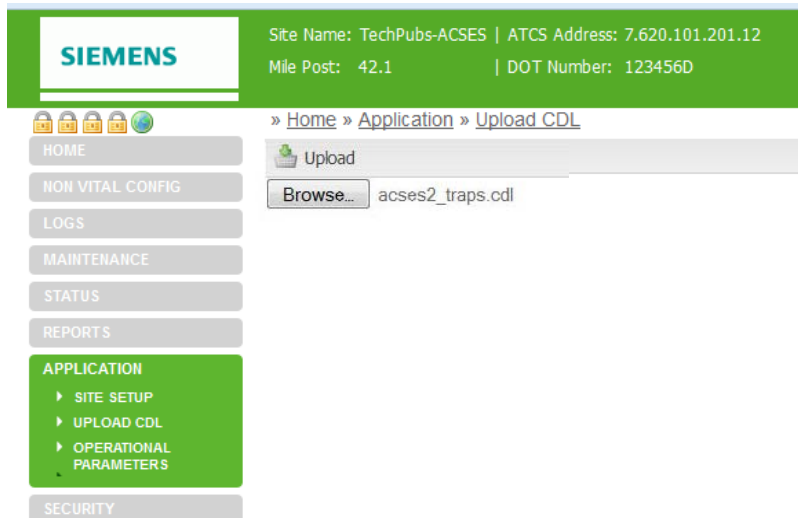 SIEMENS
Site Name: TechPubs-ACSES | ATCS Address: 7.620.101.201.12
Mile Post: 42.1 | DOT Number: 123456D
» Home » Application » Upload CDL
Upload
Browse... acses2_traps.cdl
HOME
NON VITAL CONFIG
LOGS
MAINTENANCE
STATUS
REPORTS
APPLICATION
SITE SETUP
UPLOAD CDL
OPERATIONAL
PARAMETERS
SECURITY